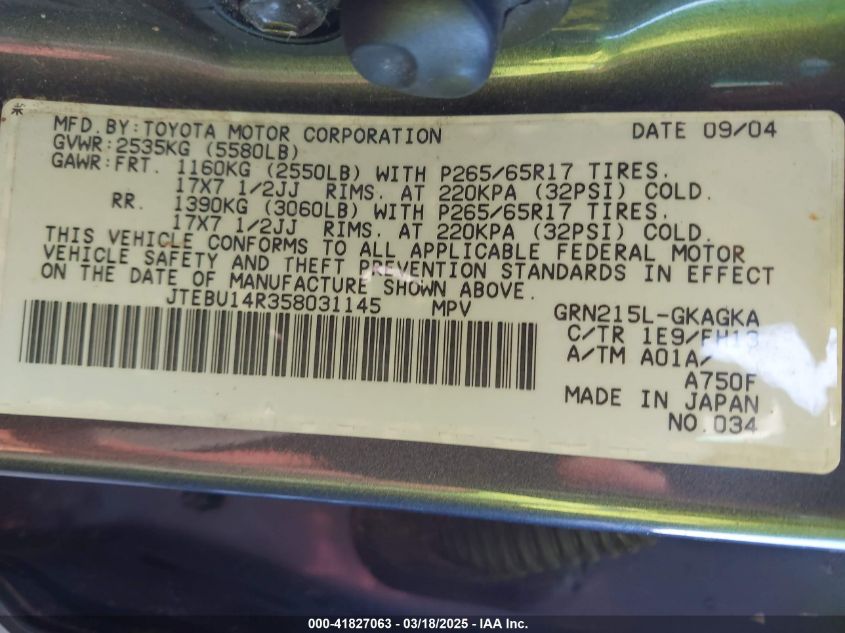 MFD. BY: TOYOTA MOTOR CORPORATION DATE 09/04
GVWR: 2535KG (5580LB)
GAWR: FRT. 1160KG (2550LB) WITH P265/65R17 TIRES.
17X7 1/2JJ RIMS. AT 220KPA (32PSI) COLD.
RR. 1390KG (3060LB) WITH P265/65R17 TIRES.
17X7 1/2JJ RIMS. AT 220KPA (32PSI) COLD.
THIS VEHICLE CONFORMS TO ALL APPLICABLE FEDERAL MOTOR
VEHICLE SAFETY AND THEFT PREVENTION STANDARDS IN EFFECT
ON THE DATE OF MANUFACTURE SHOWN ABOVE.
JTEBU14R358031145 MPV GRN215L-GKAGKA
C/TR 1E9/FH13
A/TM A01A/
A750F
MADE IN JAPAN
NO. 034
000-41827063 - 03/18/2025 - IAA Inc.